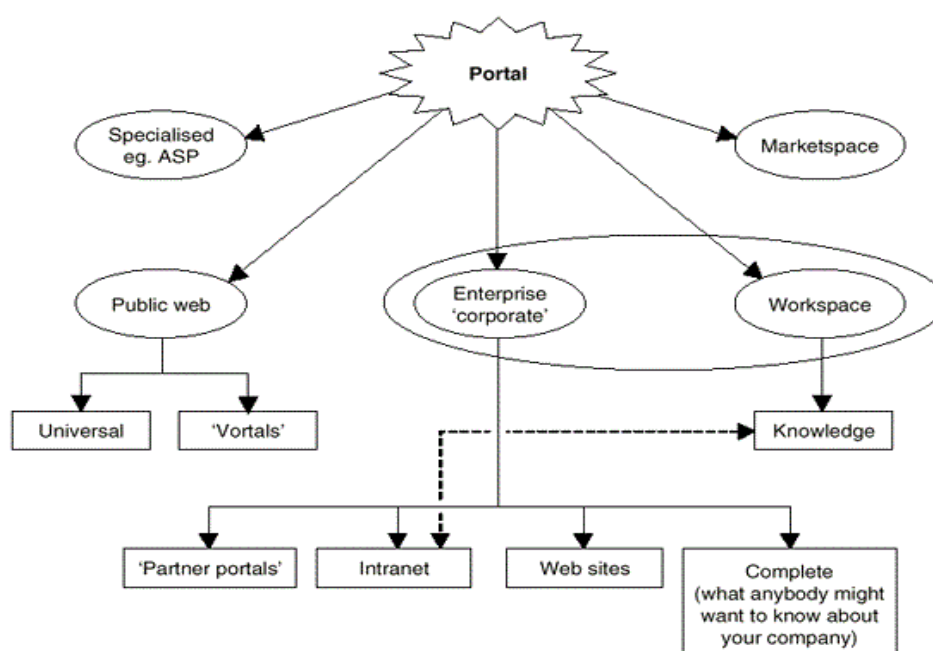 Portal
Specialised
eg. ASP
Marketspace
Public web
Enterprise
‘corporate’
Workspace
Universal
‘Vortals’
Knowledge
‘Partner portals’
Intranet
Web sites
Complete
(what anybody might
want to know about
your company)